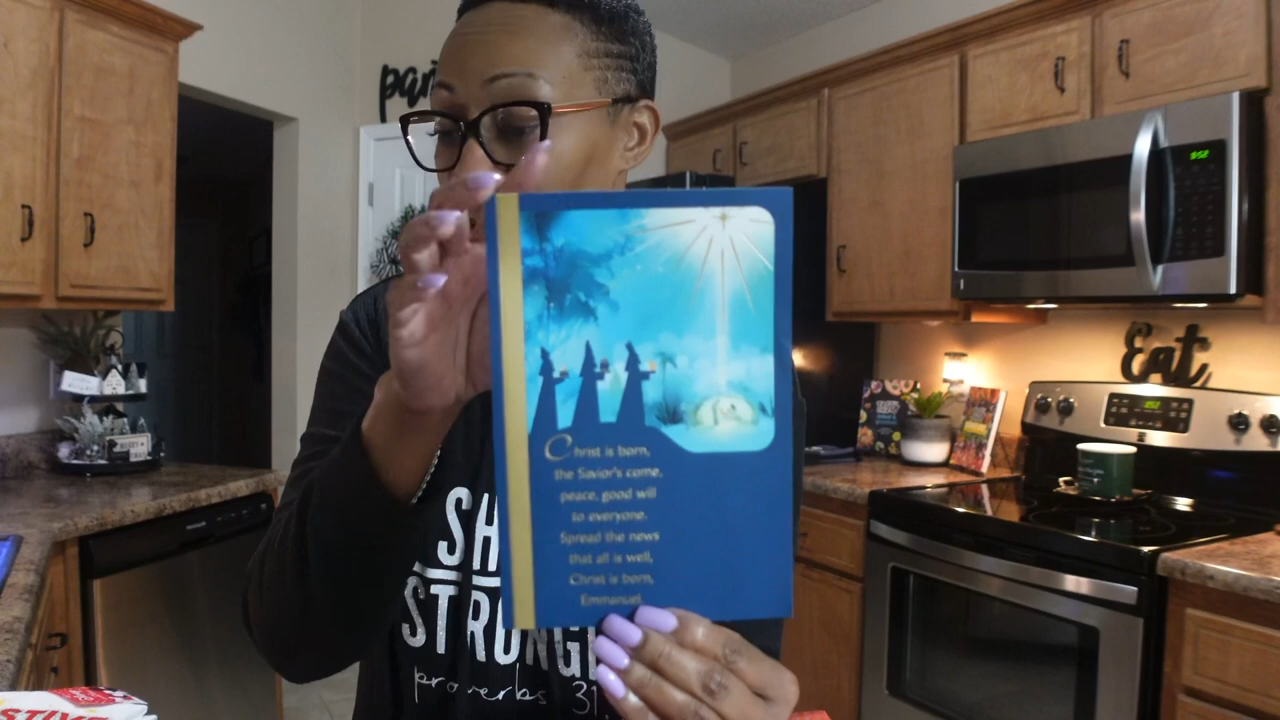 Eat
Christ is born,
the Savior's come,
peace, good will
to everyone.
Spread the news
that all is well,
Christ is born,
Emmanuel.
SH
STRONG
proverbs 31